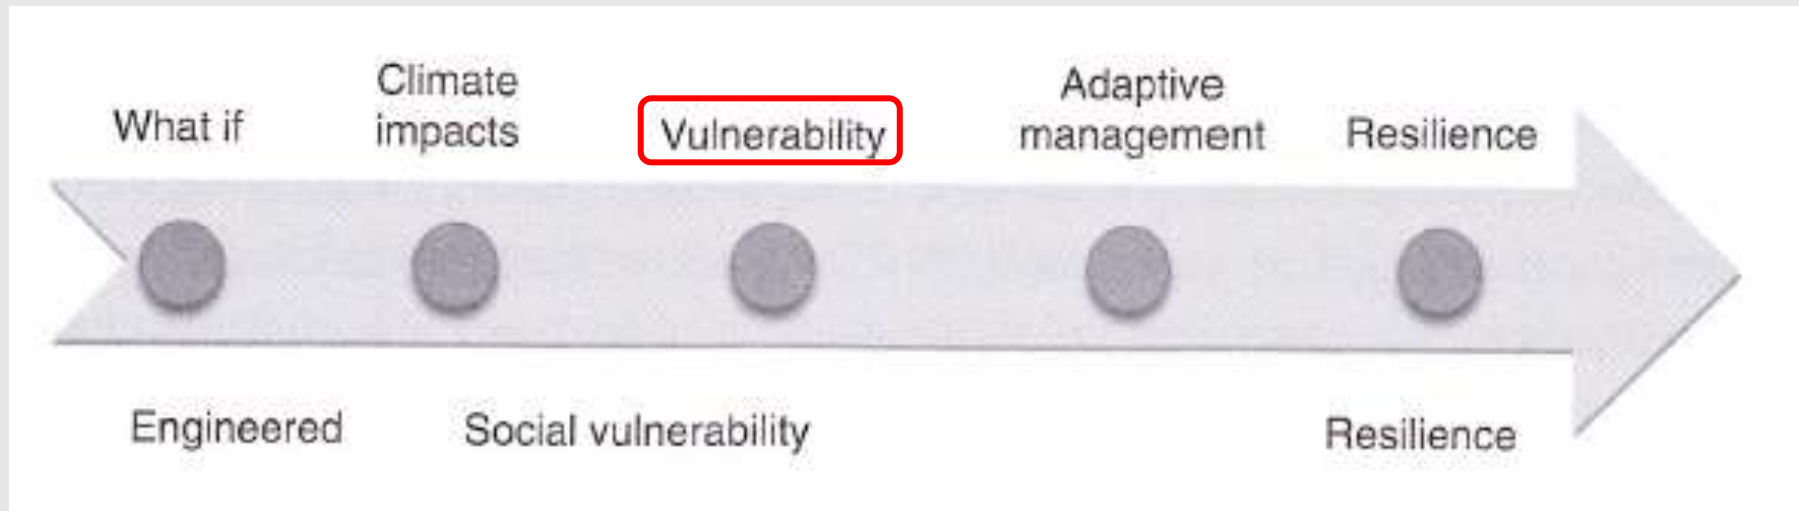 What if
Climate
impacts
Vulnerability
Adaptive
management
Resilience
Engineered
Social vulnerability
Resilience